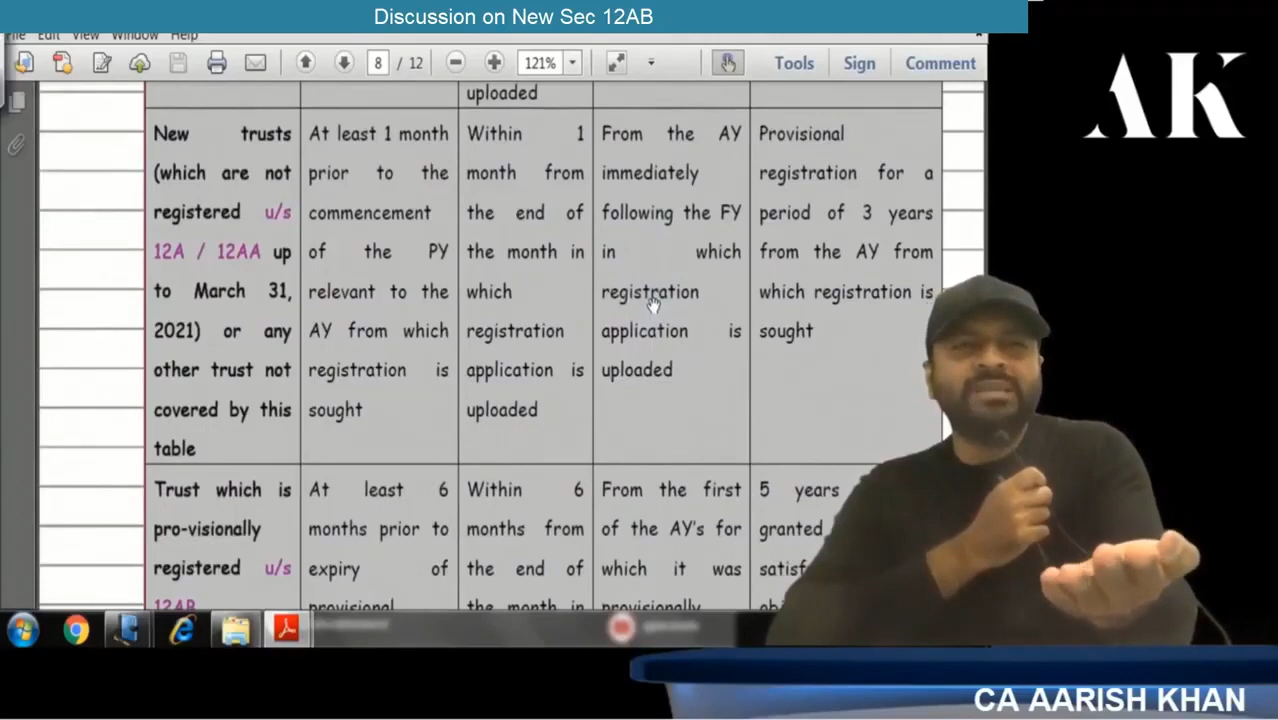 Discussion on New Sec 12AB
File Edit View Window Help
8 / 12
121%
Tools
Sign
Comment
AK
uploaded
New trusts
(which are not
registered u/s
12A / 12AA up
to March 31,
2021) or any
other trust not
covered by this
table
At least 1 month
prior to the
commencement
of the PY
relevant to the
AY from which
registration is
sought
Within 1
month from
the end of
the month in
which
registration
application is
uploaded
From the AY
immediately
following the FY
in which
registration
application is
uploaded
Provisional
registration for a
period of 3 years
from the AY from
which registration is
sought
Trust which is
pro-visionally
registered u/s
12AB
At least 6
months prior to
expiry of
provisional
Within 6
months from
the end of
the month in
From the first
of the AY's for
which it was
provisionally
5 years
granted
CA AARISH KHAN